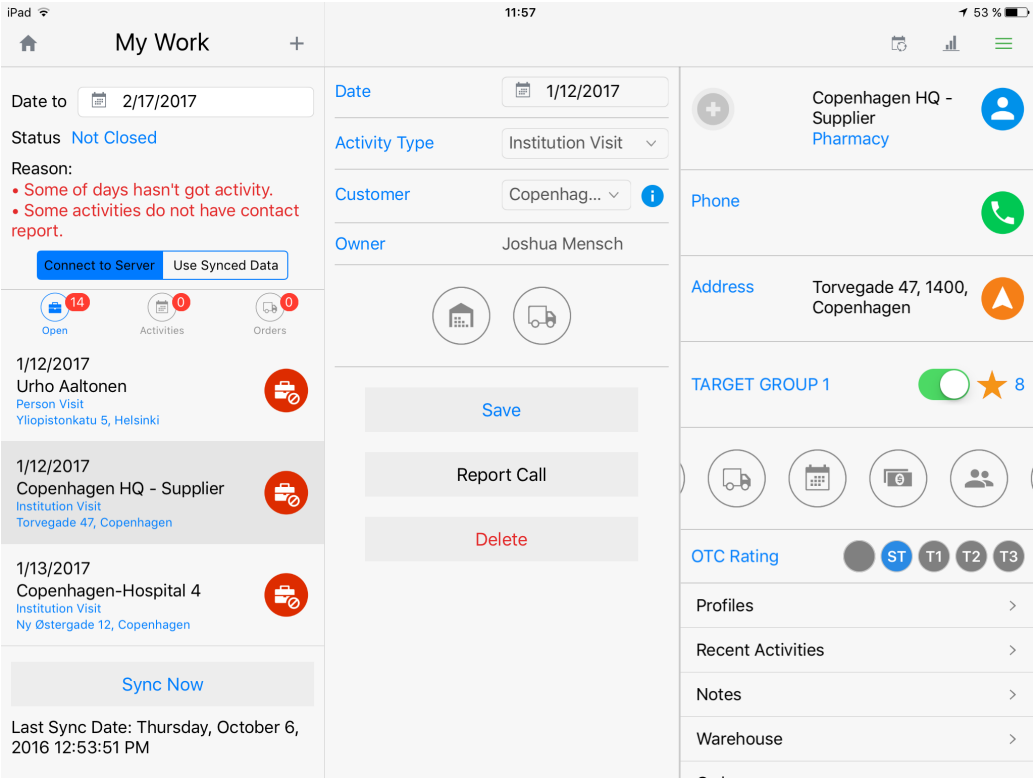 iPad
11:57
53 %
My Work
Date to 2/17/2017
Status Not Closed
Reason:
• Some of days hasn't got activity.
• Some activities do not have contact
report.
Connect to Server Use Synced Data
14 0 0
Open Activities Orders
1/12/2017
Urho Aaltonen
Person Visit
Yliopistonkatu 5, Helsinki
1/12/2017
Copenhagen HQ - Supplier
Institution Visit
Torvegade 47, Copenhagen
1/13/2017
Copenhagen-Hospital 4
Institution Visit
Ny Østergade 12, Copenhagen
Sync Now
Last Sync Date: Thursday, October 6,
2016 12:53:51 PM
Date 1/12/2017
Activity Type Institution Visit
Customer Copenhag...
Owner Joshua Mensch
Save
Report Call
Delete
Copenhagen HQ -
Supplier
Pharmacy
Phone
Address Torvegade 47, 1400,
Copenhagen
TARGET GROUP 1 8
OTC Rating ST T1 T2 T3
Profiles
Recent Activities
Notes
Warehouse